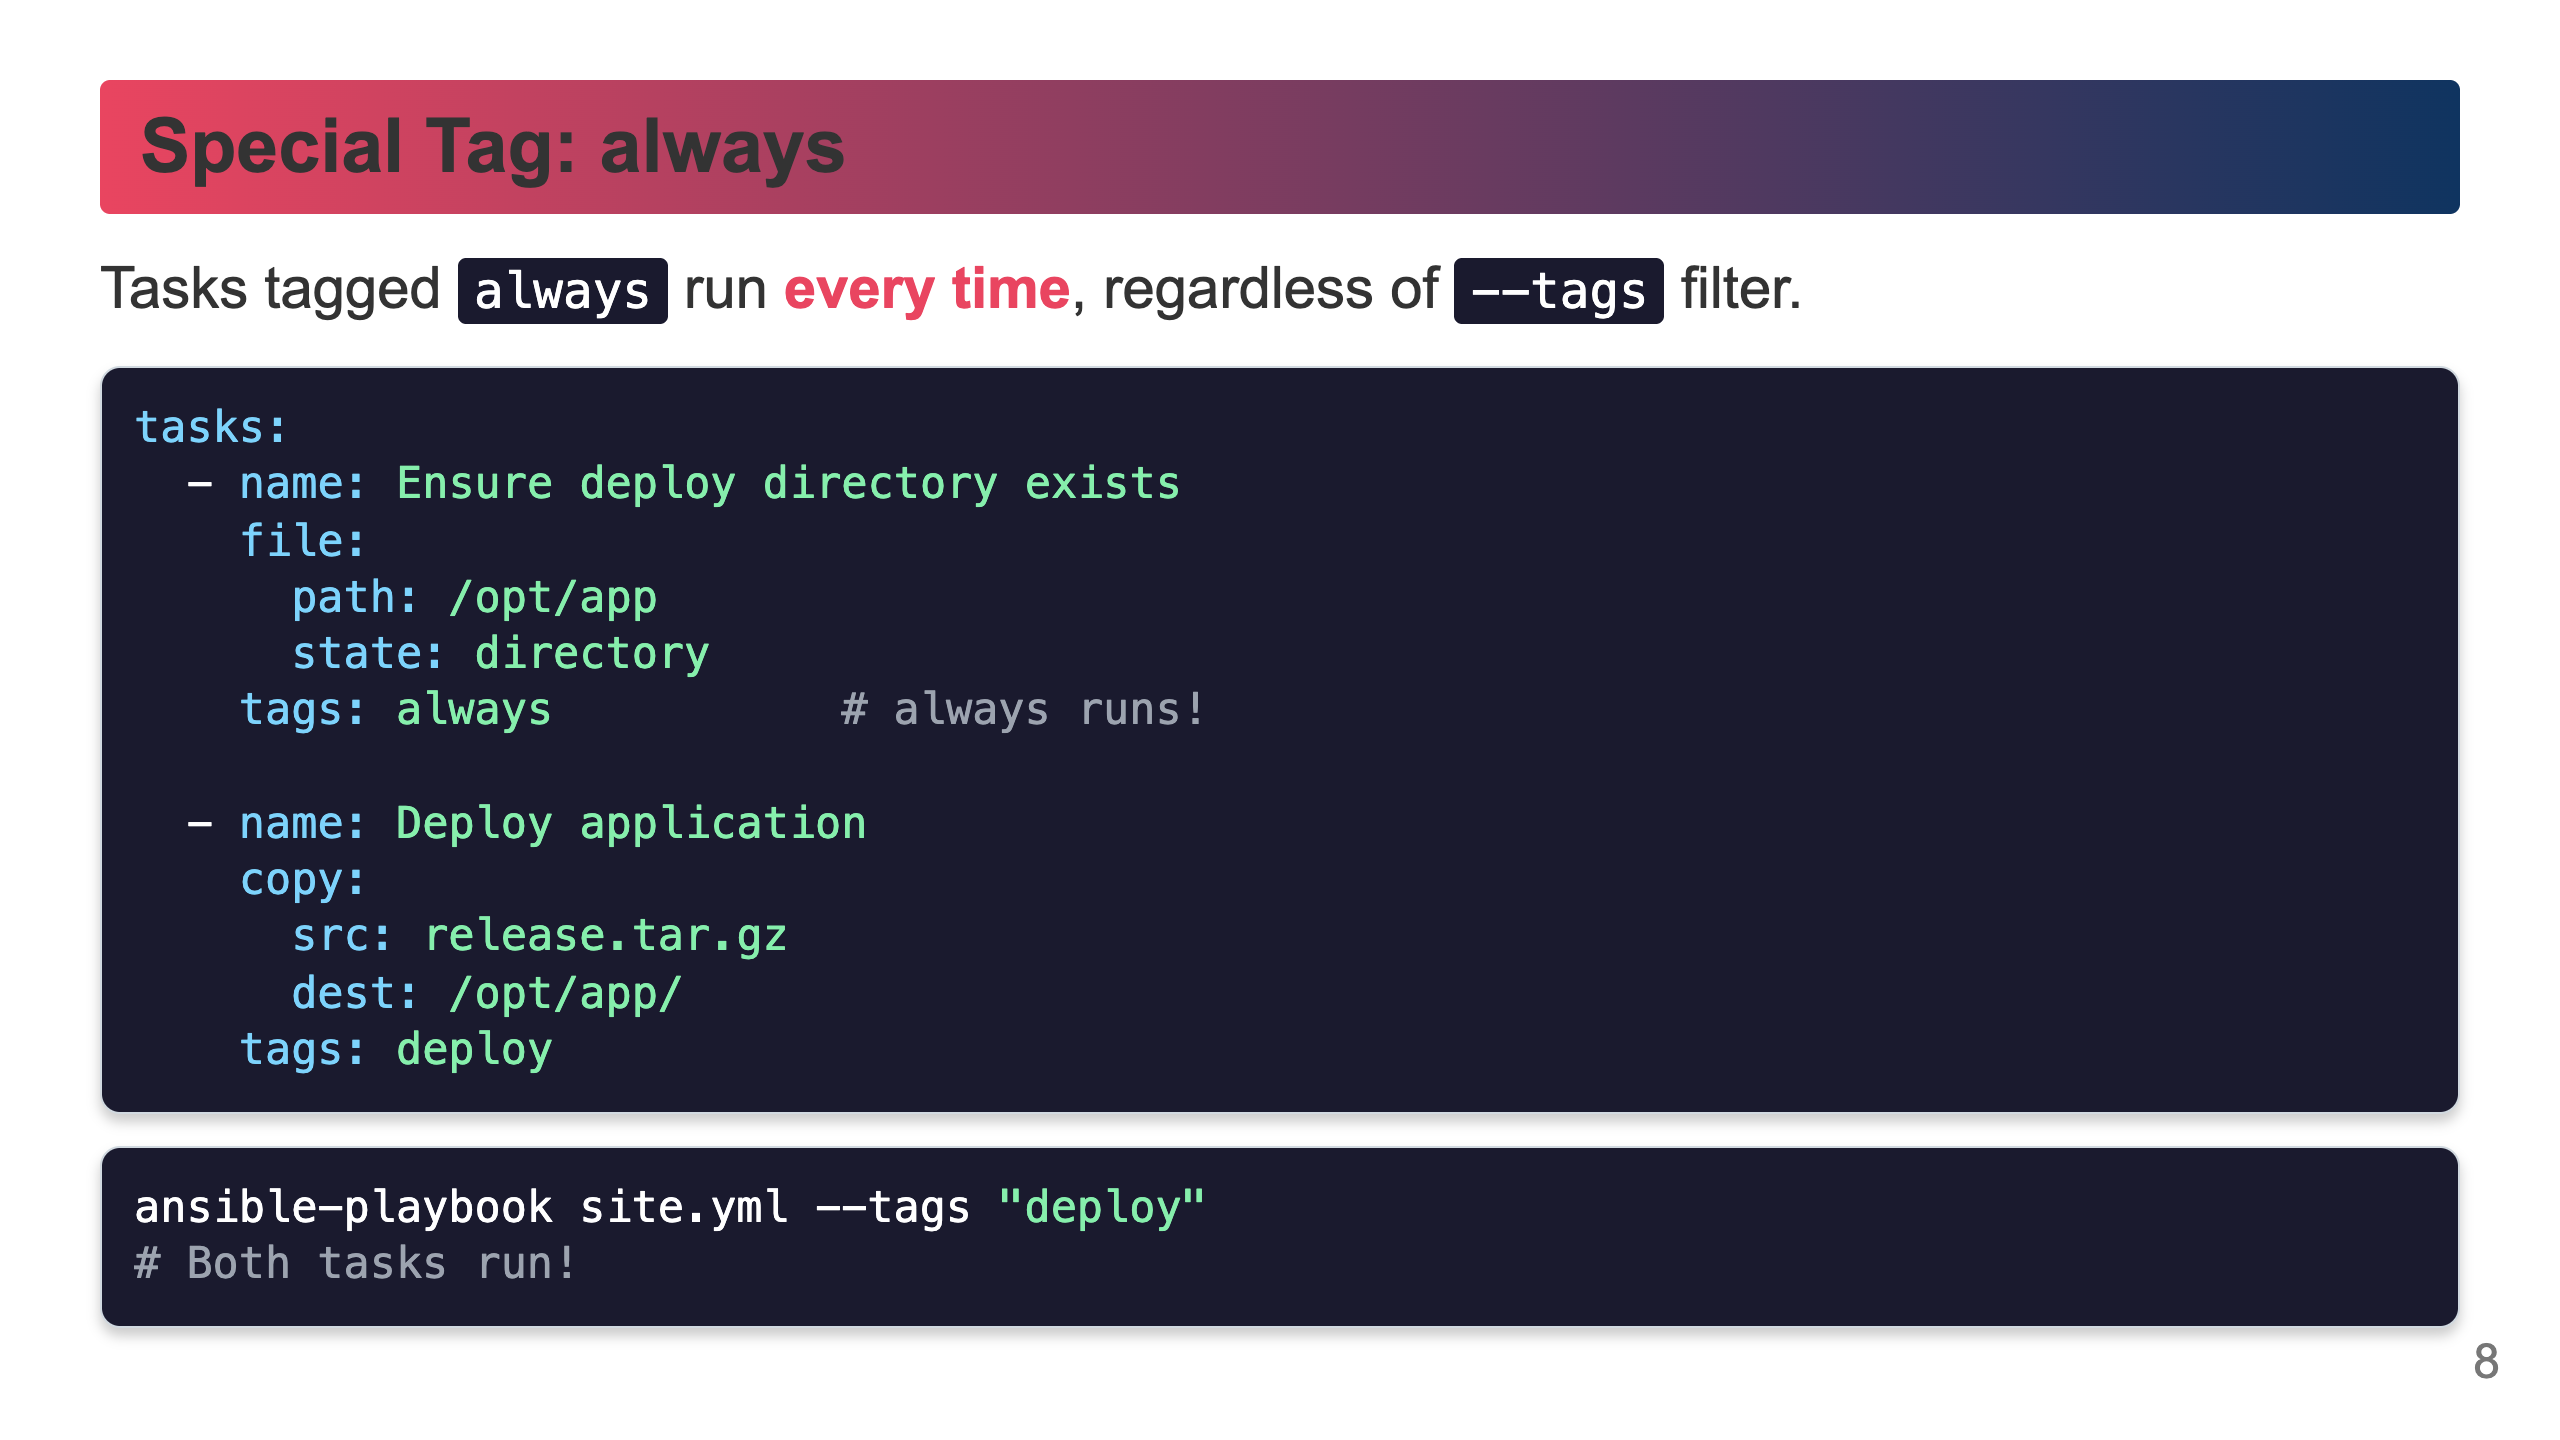 Special Tag: always
Tasks tagged always run every time, regardless of --tags filter.
tasks:
  - name: Ensure deploy directory exists
    file:
      path: /opt/app
      state: directory
    tags: always           # always runs!
  - name: Deploy application
    copy:
      src: release.tar.gz
      dest: /opt/app/
    tags: deploy
ansible-playbook site.yml --tags "deploy"
# Both tasks run!
8